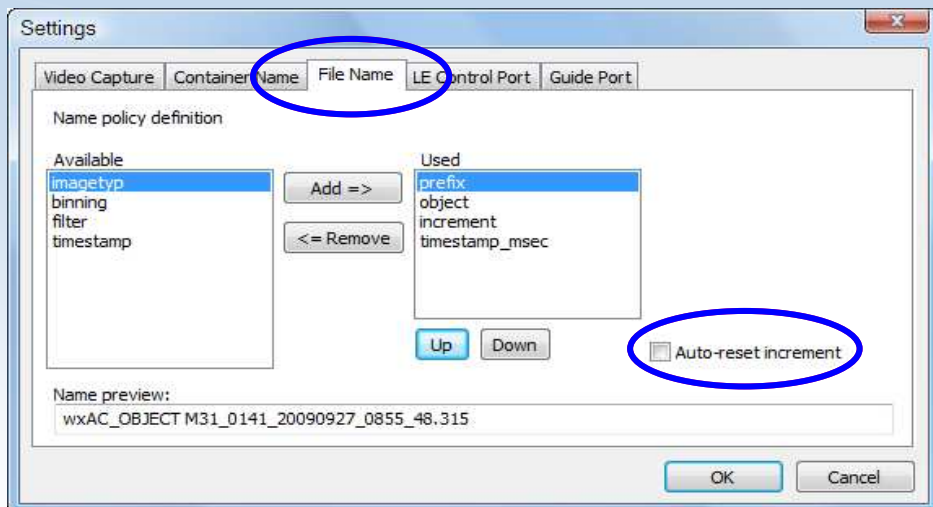 Settings
Video Capture Container Name File Name LE Control Port Guide Port
Name policy definition
Available
imagetyp
binning
filter
timestamp
Add =>
<= Remove
Used
prefix
object
increment
timestamp_msec
Up Down
Auto-reset increment
Name preview:
wxAC_OBJECT M31_0141_20090927_0855_48.315
OK Cancel